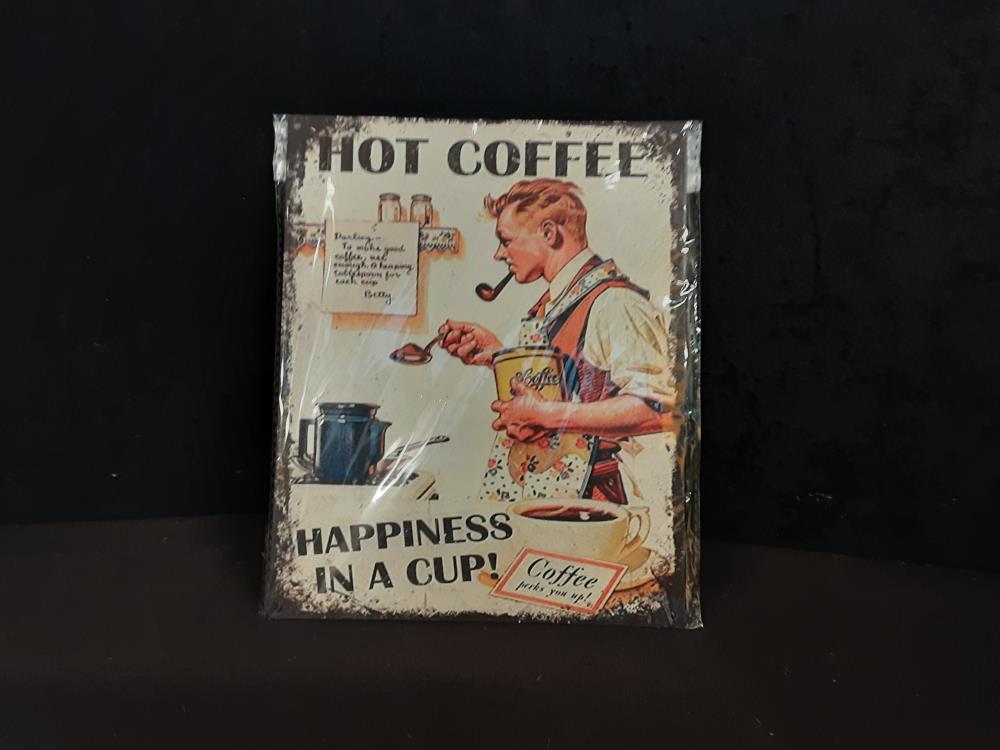 HOT COFFEE
Darling—
To make good
coffee, use
enough. A heaping
tablespoon for
each cup
Betty
Coffee
HAPPINESS
IN A CUP!
Coffee
perks you up!